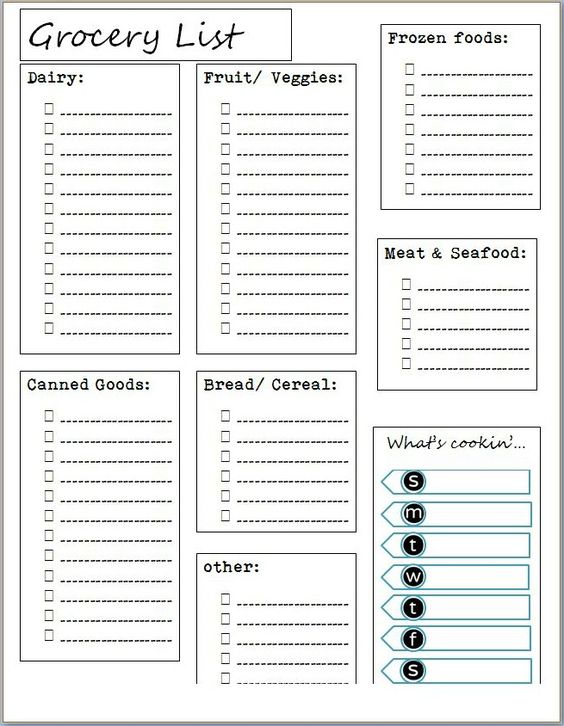 Grocery List
Dairy:
Fruit/ Veggies:
Frozen foods:
Meat & Seafood:
Canned Goods:
Bread/ Cereal:
other:
What's cookin'...
s
m
t
w
t
f
s